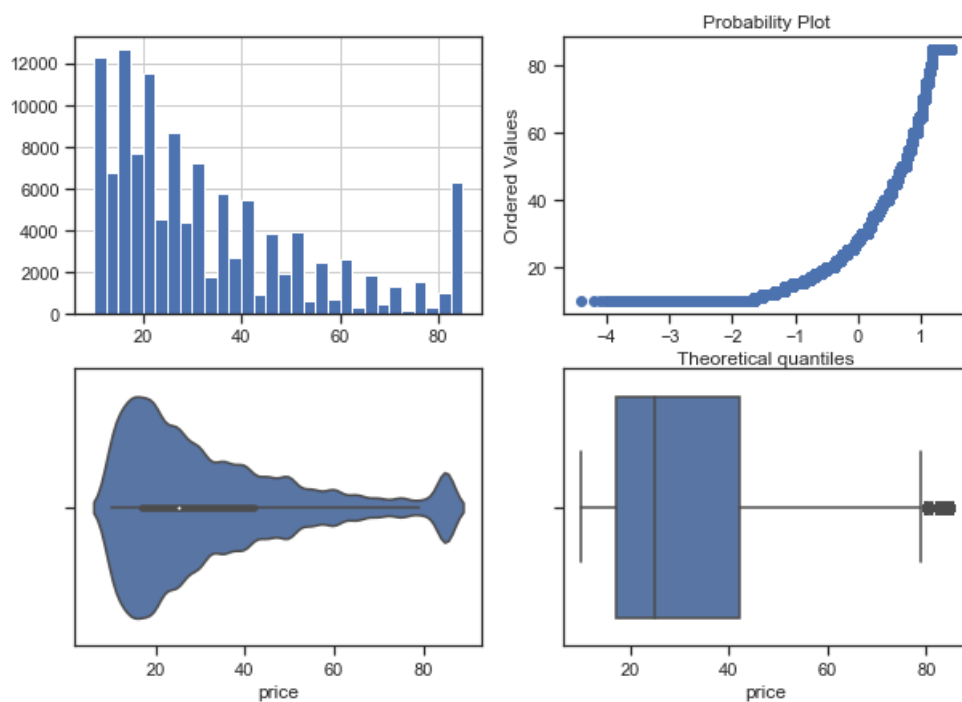 12000
10000
8000
6000
4000
2000
0
20 40 60 80
Probability Plot
Ordered Values
80
60
40
20
−4 −3 −2 −1 0 1
Theoretical quantiles
20 40 60 80
price
20 40 60 80
price